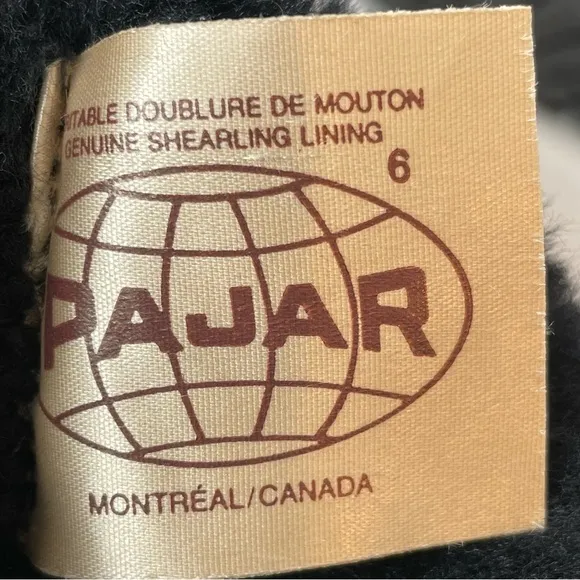 DOUBLURE DE MOUTON
GENUINE SHEARLING LINING
6
PAJAR
MONTRÉAL/CANADA